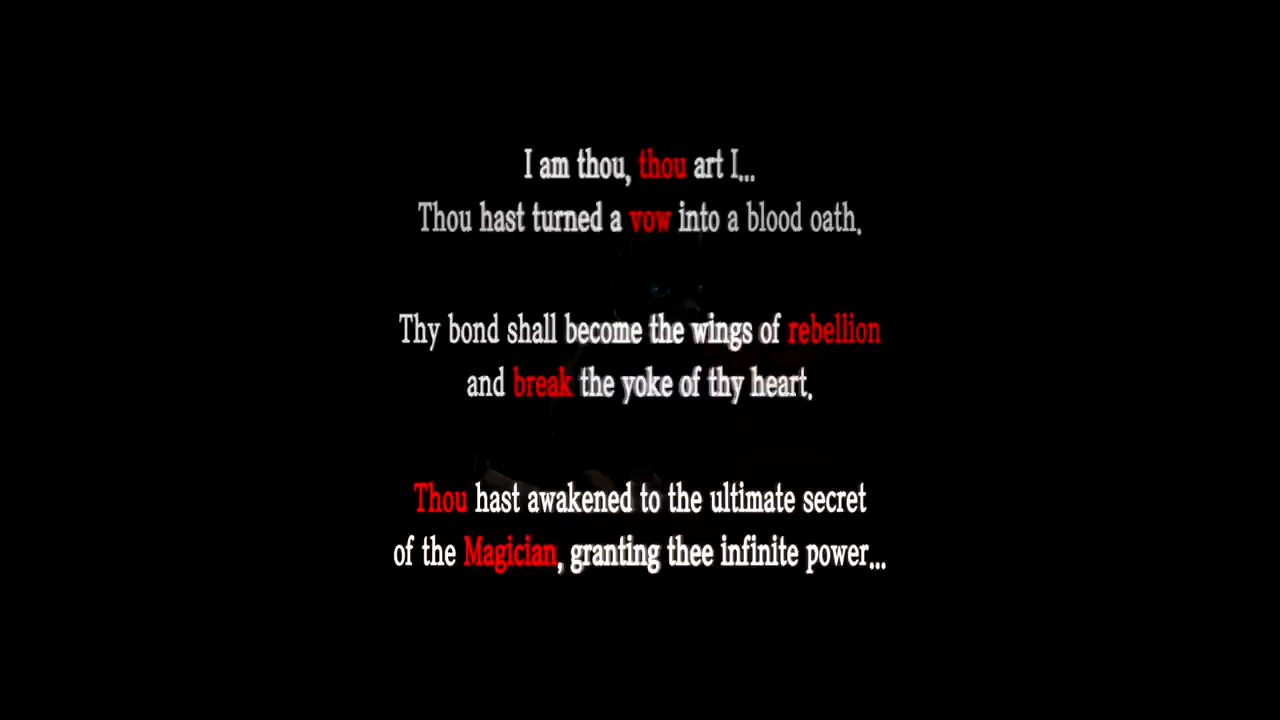 I am thou, thou art I...
Thou hast turned a vow into a blood oath.
Thy bond shall become the wings of rebellion
and break the yoke of thy heart.
Thou hast awakened to the ultimate secret
of the Magician, granting thee infinite power...